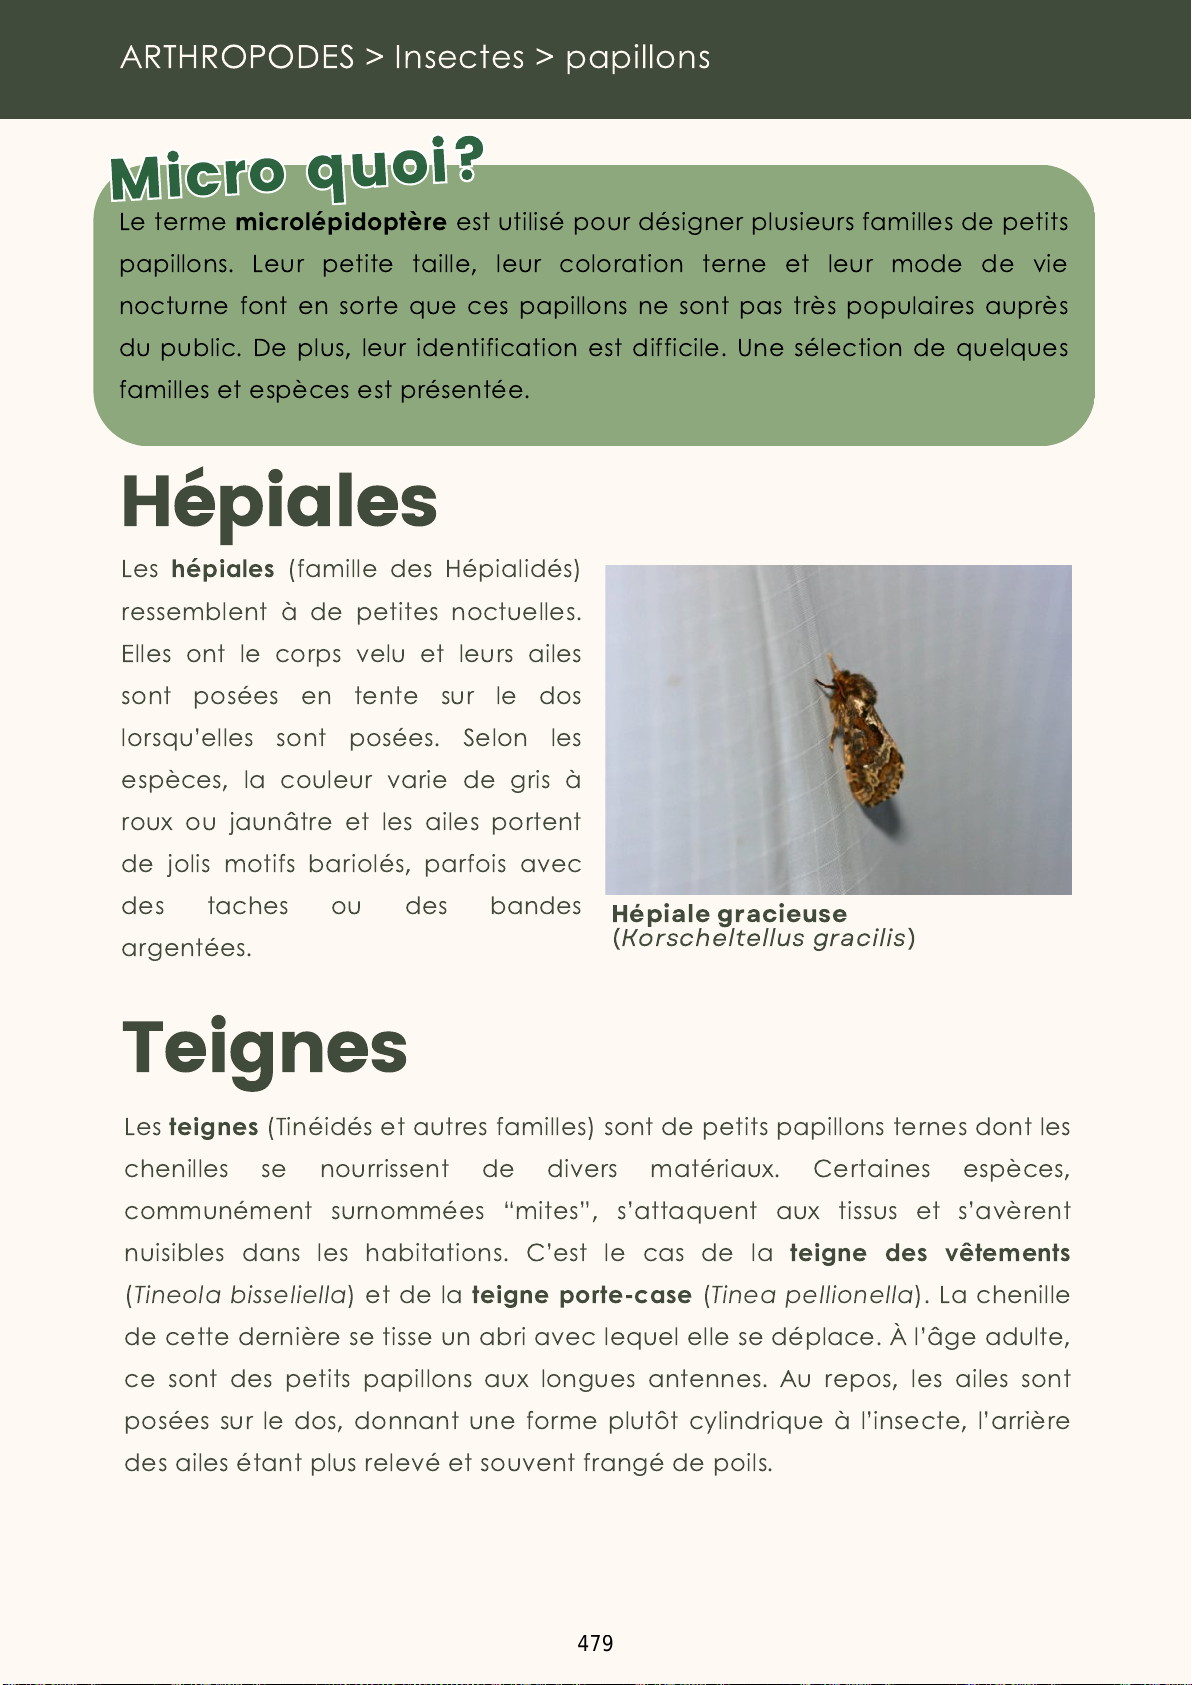 ARTHROPODES > Insectes > papillons
Micro quoi?
Le terme microlépidoptère est utilisé pour désigner plusieurs familles de petits
papillons. Leur petite taille, leur coloration terne et leur mode de vie
nocturne font en sorte que ces papillons ne sont pas très populaires auprès
du public. De plus, leur identification est difficile. Une sélection de quelques
familles et espèces est présentée.
Hépiales
Les hépiales (famille des Hépialidés)
ressemblent à de petites noctuelles.
Elles ont le corps velu et leurs ailes
sont posées en tente sur le dos
lorsqu’elles sont posées. Selon les
espèces, la couleur varie de gris à
roux ou jaunâtre et les ailes portent
de jolis motifs bariolés, parfois avec
des taches ou des bandes
argentées.
Hépiale gracieuse
(Korscheltellus gracilis)
Teignes
Les teignes (Tinéidés et autres familles) sont de petits papillons ternes dont les
chenilles se nourrissent de divers matériaux. Certaines espèces,
communément surnommées “mites”, s’attaquent aux tissus et s’avèrent
nuisibles dans les habitations. C’est le cas de la teigne des vêtements
(Tineola bisseliella) et de la teigne porte-case (Tinea pellionella). La chenille
de cette dernière se tisse un abri avec lequel elle se déplace. À l’âge adulte,
ce sont des petits papillons aux longues antennes. Au repos, les ailes sont
posées sur le dos, donnant une forme plutôt cylindrique à l’insecte, l’arrière
des ailes étant plus relevé et souvent frangé de poils.
479